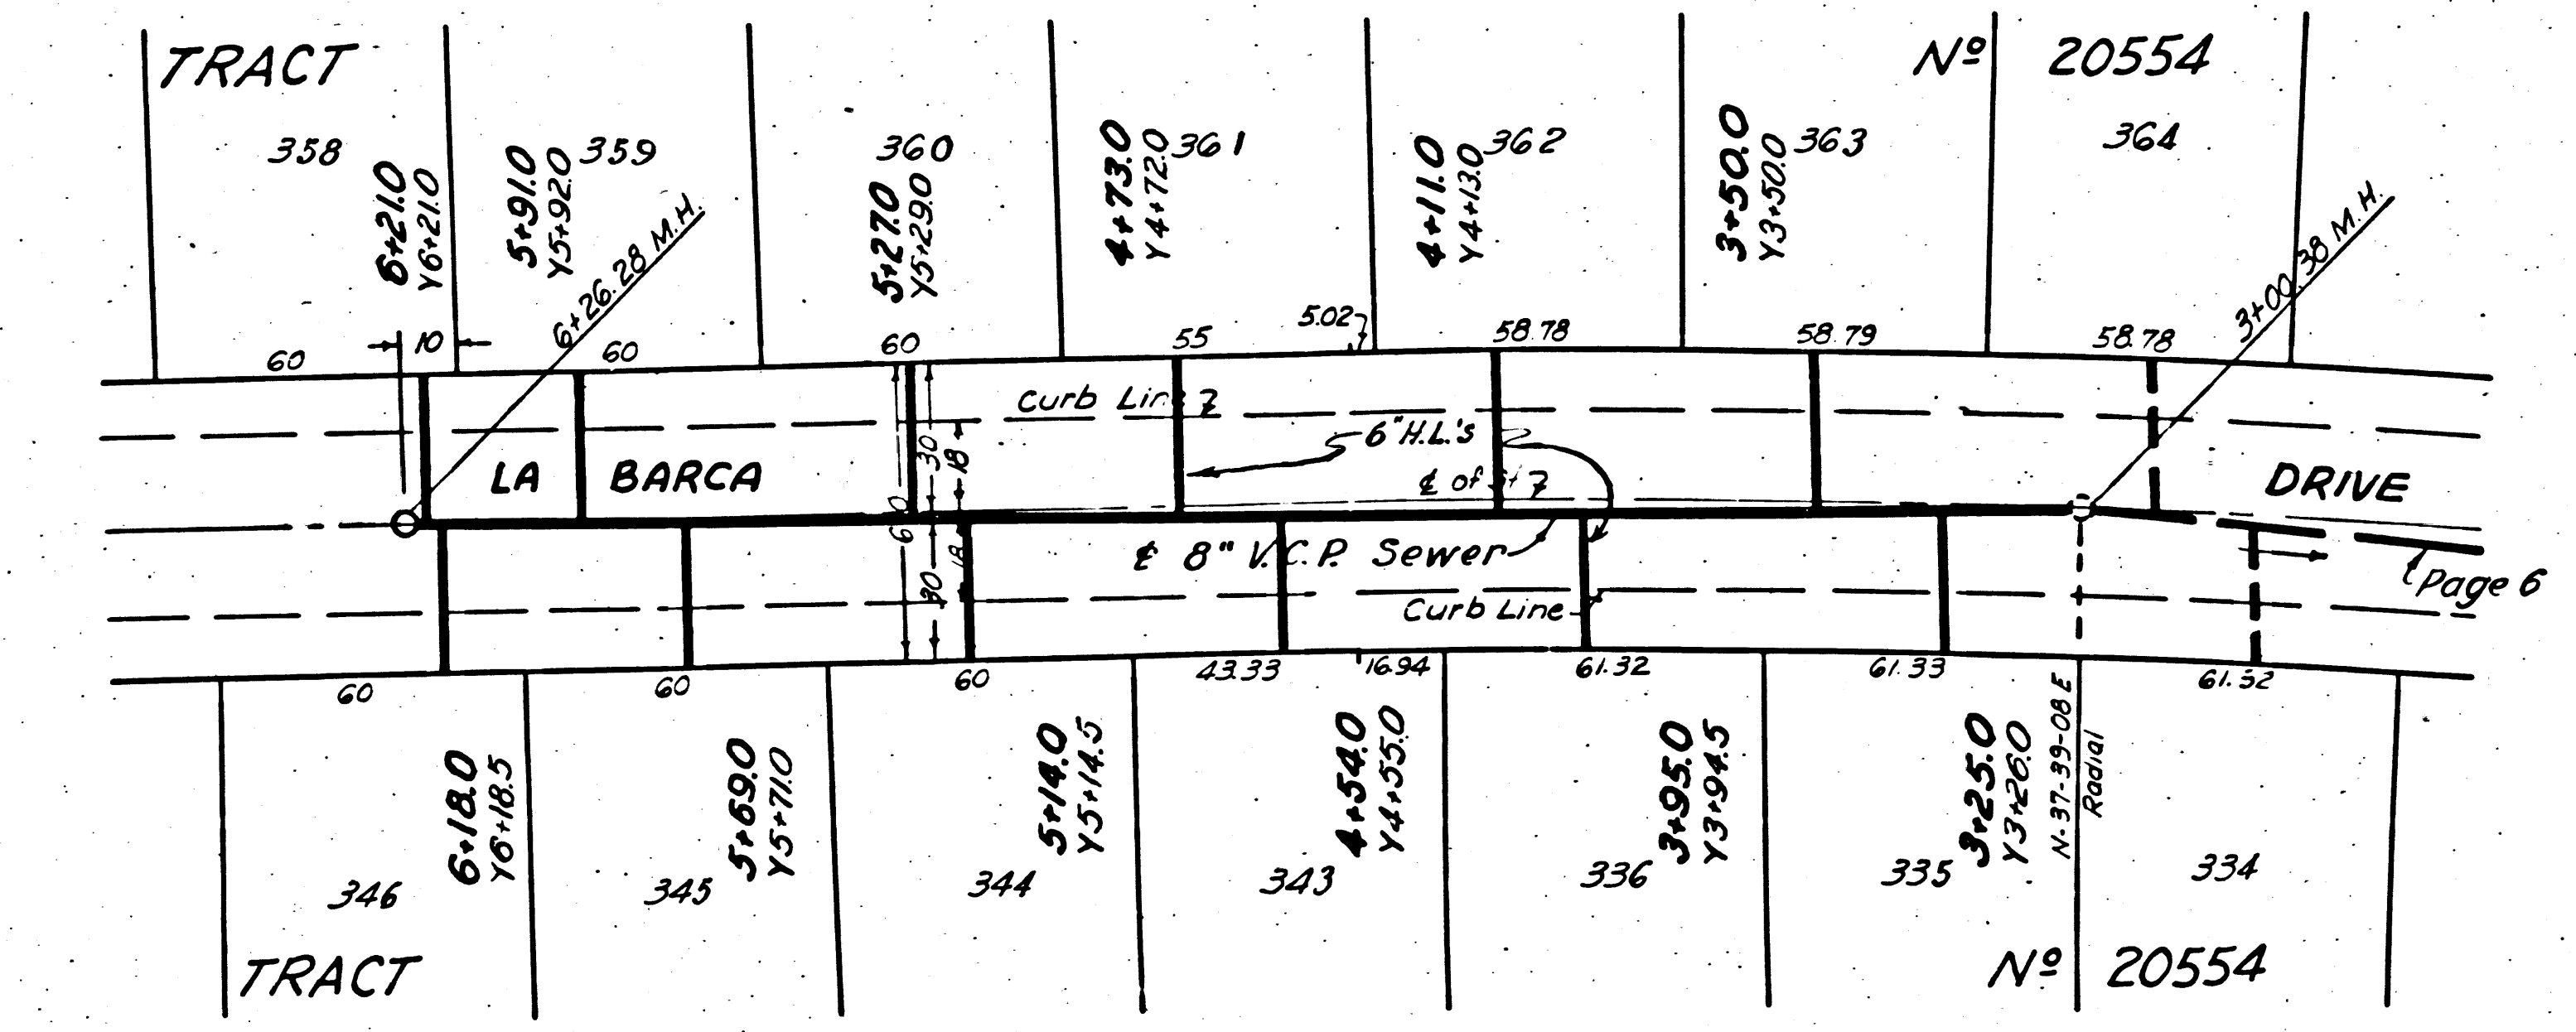 TRACT Nº 20554
358 359 360 361 362 363 364
6+21.0
Y6+21.0
5+91.0
Y5+92.0
6+26.28 M.H.
5+27.0
Y5+29.0
4+73.0
Y4+72.0
4+11.0
Y4+13.0
3+50.0
Y3+50.0
3+00.38 M.H.
60 10 60 60 55 5.02 58.78 58.79 58.78
Curb Line
6" H.L.'s
LA BARCA DRIVE
30 18
60
℄ of St
℄ 8" V.C.P. Sewer
30 18
Curb Line
Page 6
60 60 60 43.33 16.94 61.32 61.33 61.32
6+18.0
Y6+18.5
5+69.0
Y5+71.0
5+14.0
Y5+14.5
4+54.0
Y4+55.0
3+95.0
Y3+94.5
3+25.0
Y3+26.0
N-37-39-08 E
Radial
346 345 344 343 336 335 334
TRACT Nº 20554